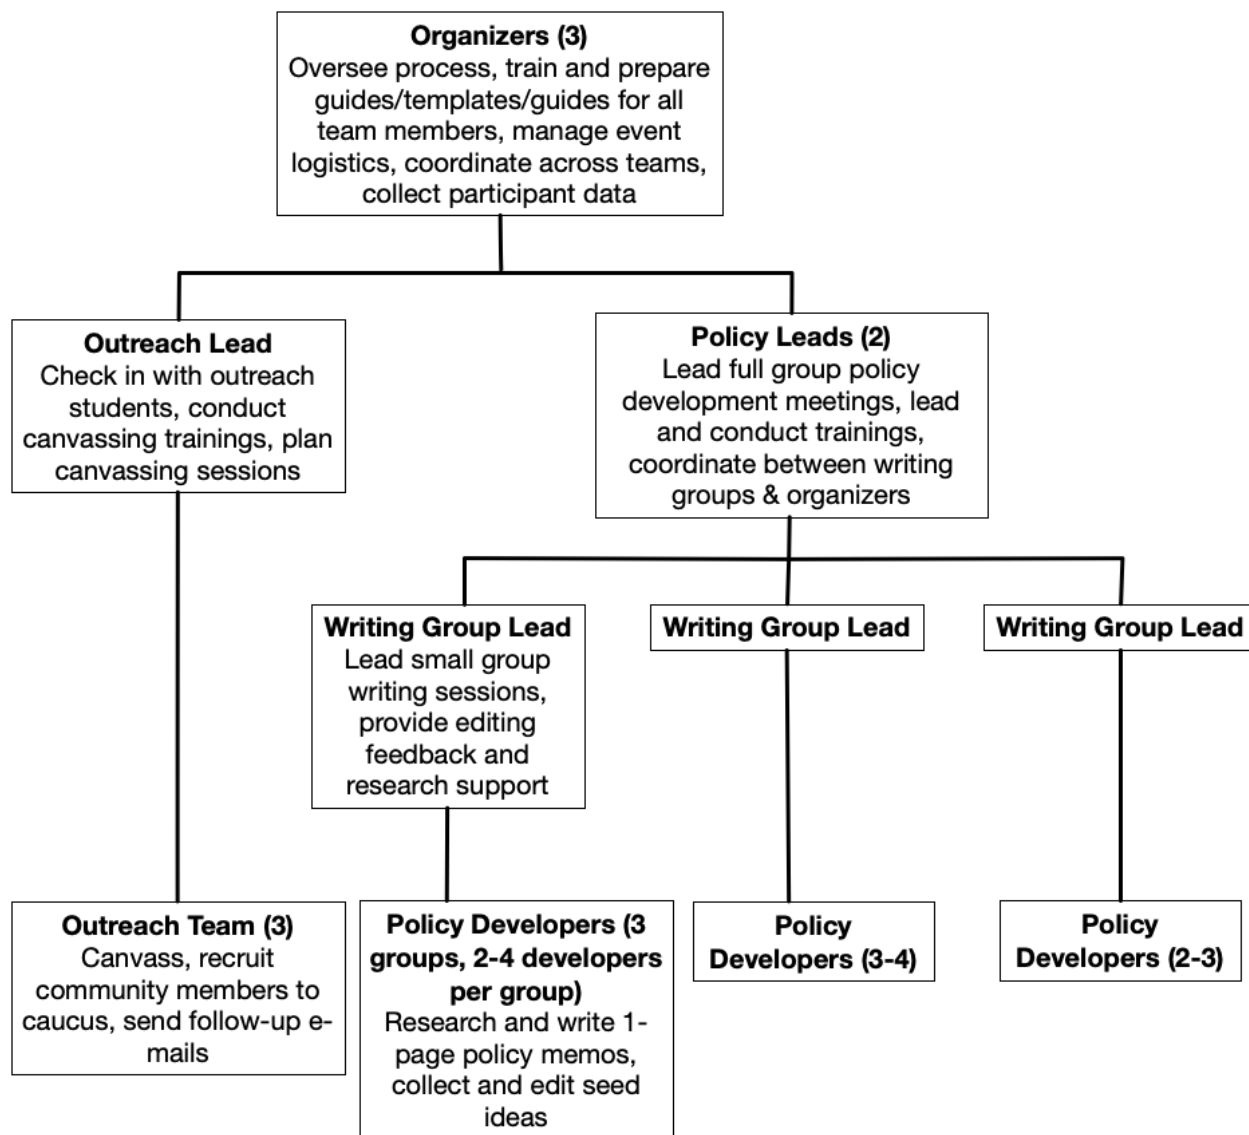 Organizers (3)
Oversee process, train and prepare
guides/templates/guides for all
team members, manage event
logistics, coordinate across teams,
collect participant data
Outreach Lead
Check in with outreach
students, conduct
canvassing trainings, plan
canvassing sessions
Policy Leads (2)
Lead full group policy
development meetings, lead
and conduct trainings,
coordinate between writing
groups & organizers
Writing Group Lead
Lead small group
writing sessions,
provide editing
feedback and
research support
Writing Group Lead
Writing Group Lead
Outreach Team (3)
Canvass, recruit
community members to
caucus, send follow-up e-
mails
Policy Developers (3
groups, 2-4 developers
per group)
Research and write 1-
page policy memos,
collect and edit seed
ideas
Policy
Developers (3-4)
Policy
Developers (2-3)